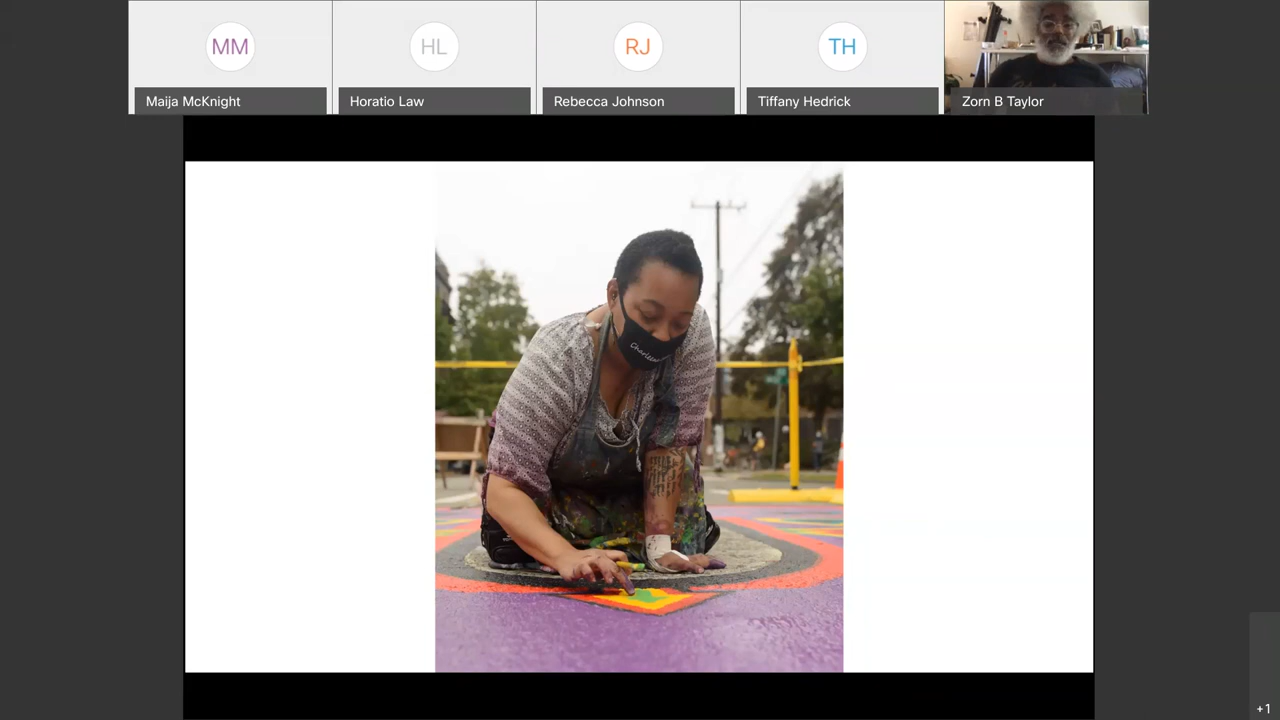 MM
HL
RJ
TH
Maija McKnight
Horatio Law
Rebecca Johnson
Tiffany Hedrick
Zorn B Taylor
+1